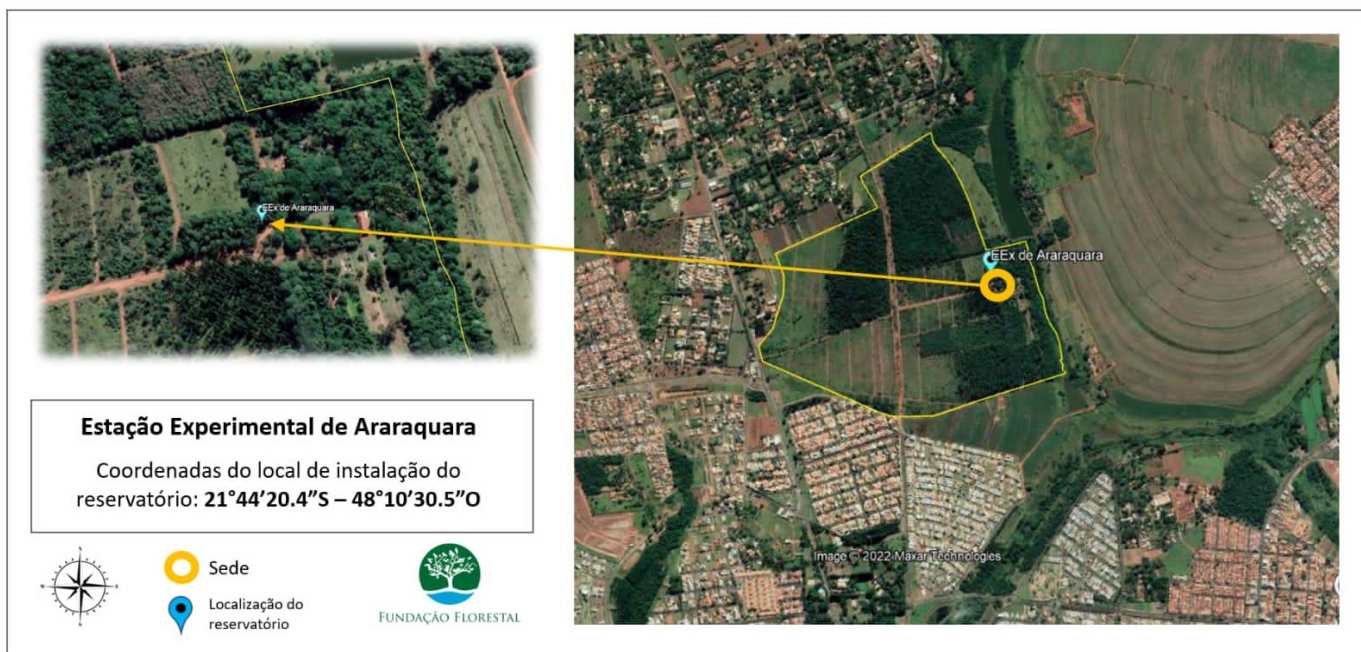 EEx de Araraquara
EEx de Araraquara
Image © 2022 Maxar Technologies
Estação Experimental de Araraquara
Coordenadas do local de instalação do
reservatório: 21°44’20.4”S – 48°10’30.5”O
Sede
Localização do
reservatório
FUNDAÇÃO FLORESTAL